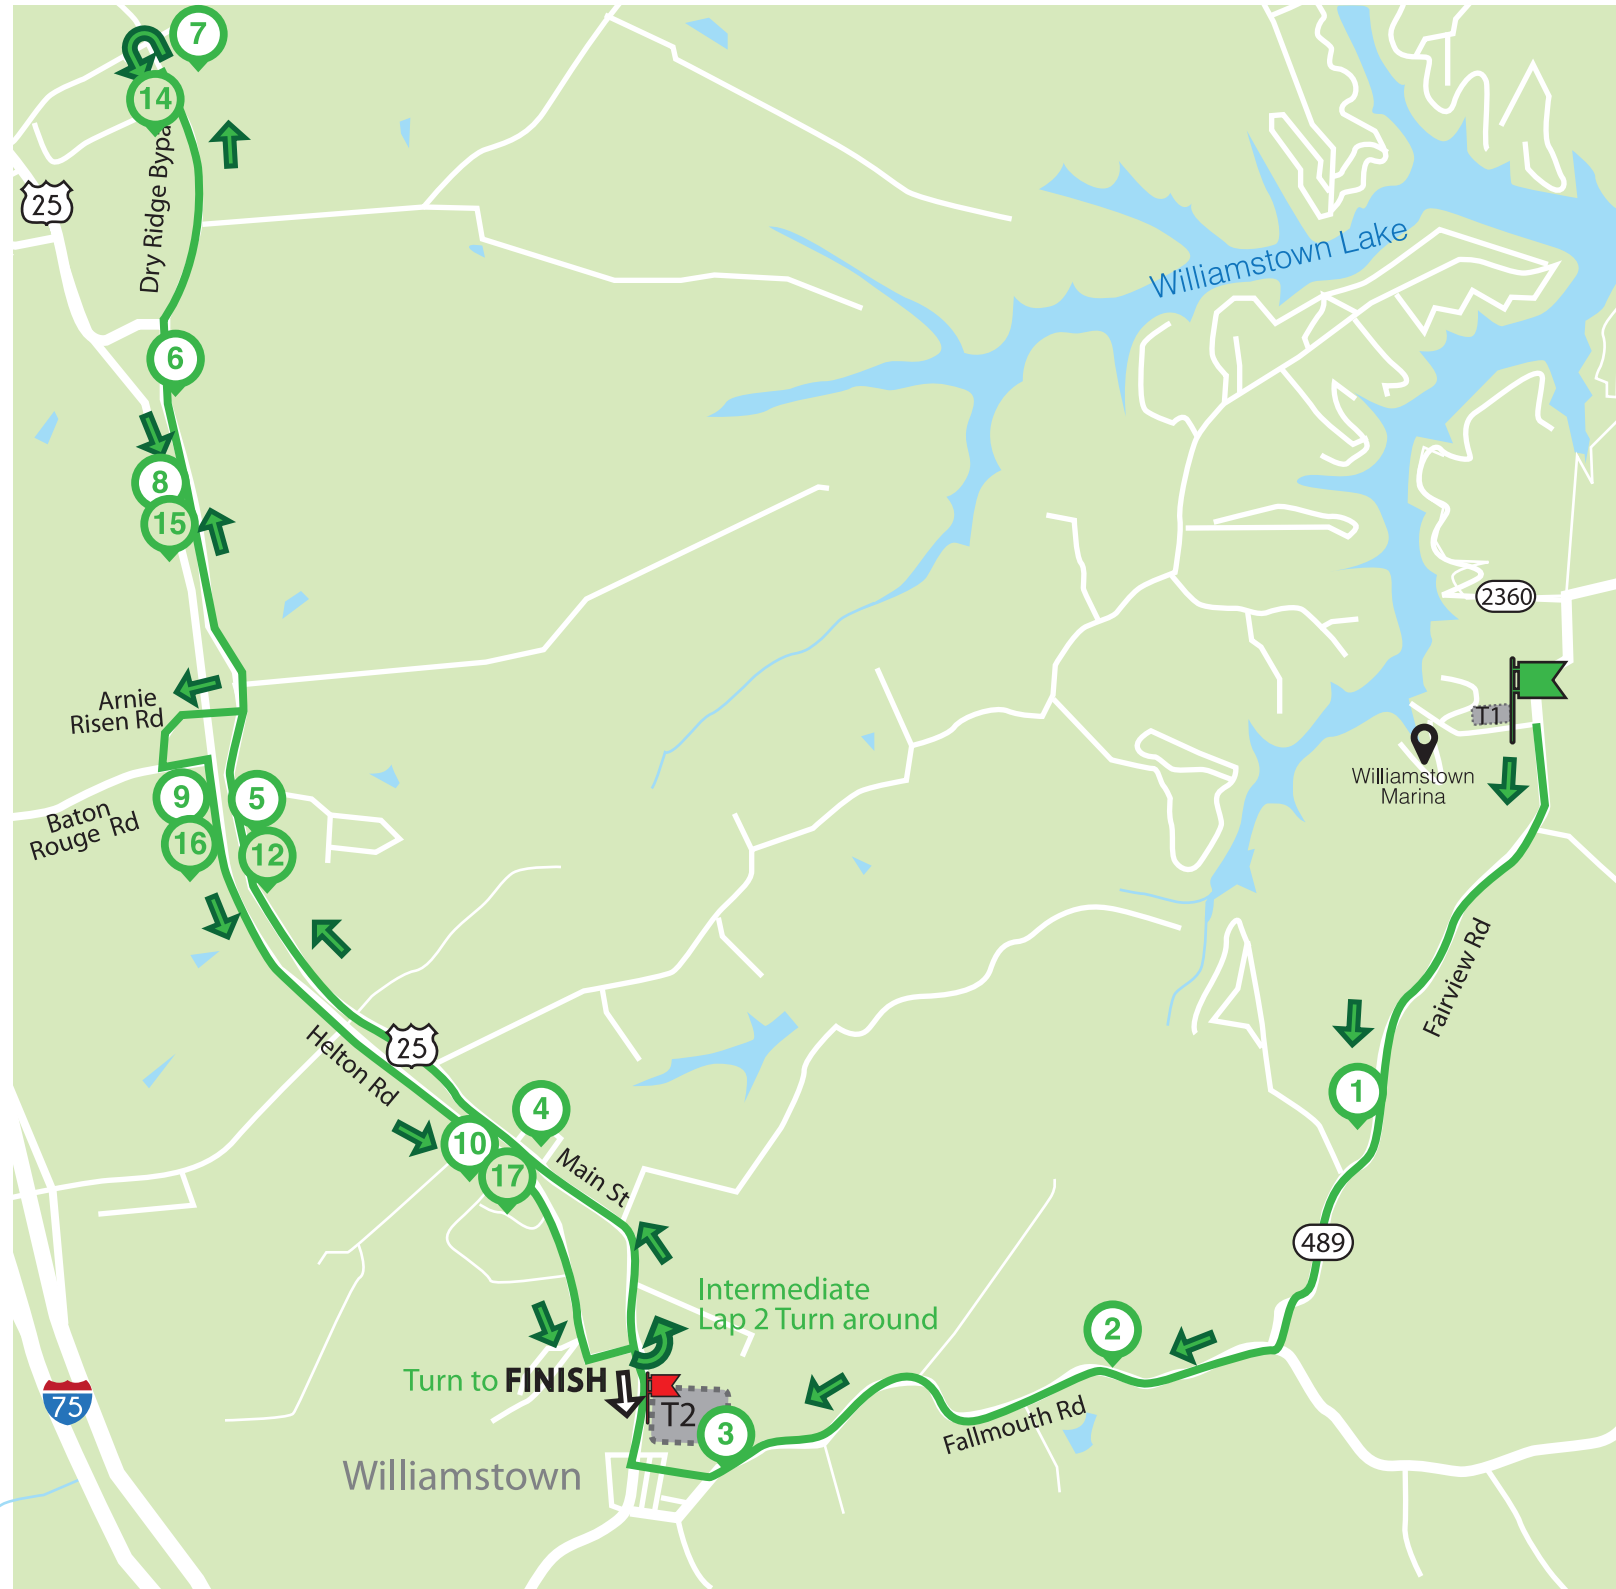 7
14
Dry Ridge Bypa
25
Williamstown Lake
6
8
15
2360
Arnie
Risen Rd
T1
Williamstown
Marina
9
5
Baton
Rouge Rd
16
12
Fairview Rd
25
Helton Rd
1
4
10
17
Main St
489
Intermediate
Lap 2 Turn around
2
Turn to FINISH
75
T2
3
Fallmouth Rd
Williamstown